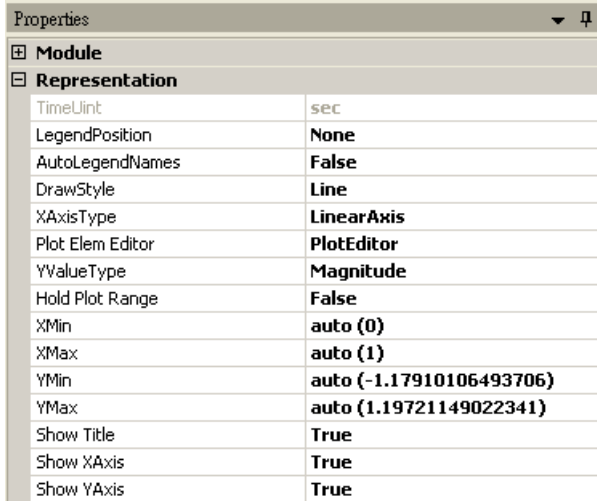 Properties
Module
Representation
TimeUint sec
LegendPosition None
AutoLegendNames False
DrawStyle Line
XAxisType LinearAxis
Plot Elem Editor PlotEditor
YValueType Magnitude
Hold Plot Range False
XMin auto (0)
XMax auto (1)
YMin auto (-1.17910106493706)
YMax auto (1.19721149022341)
Show Title True
Show XAxis True
Show YAxis True